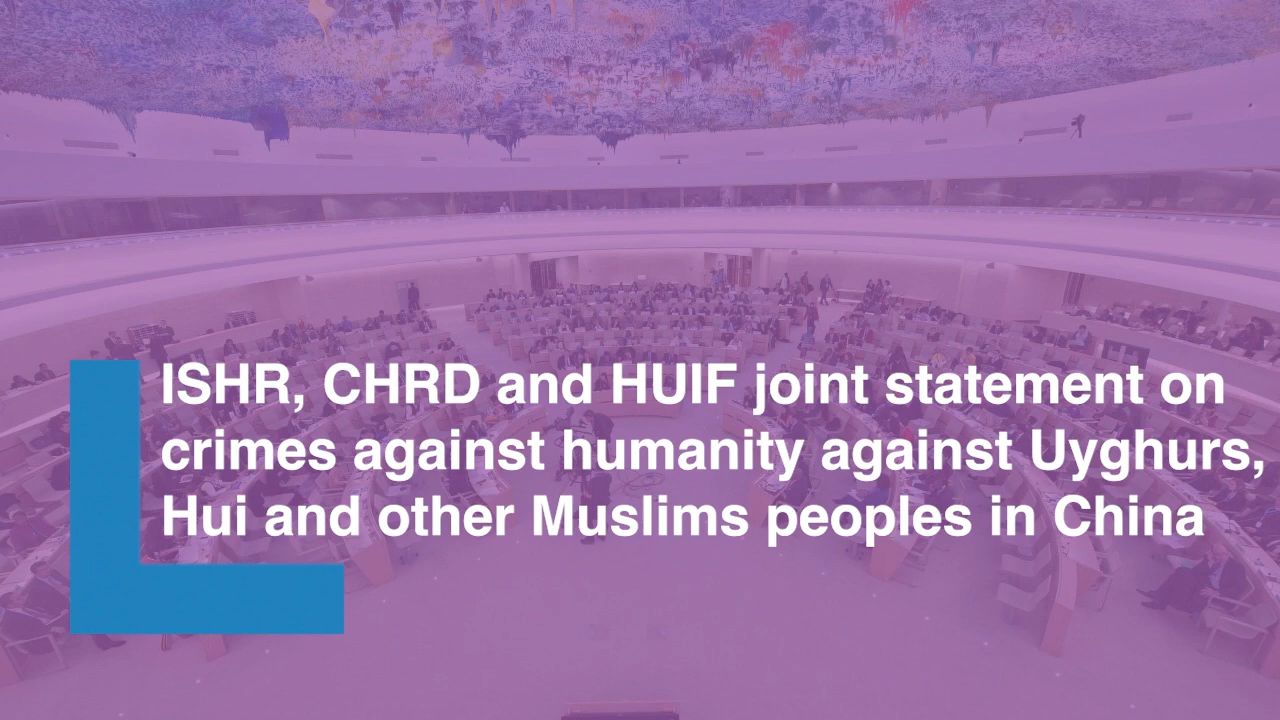 ISHR, CHRD and HUIF joint statement on
crimes against humanity against Uyghurs,
Hui and other Muslims peoples in China